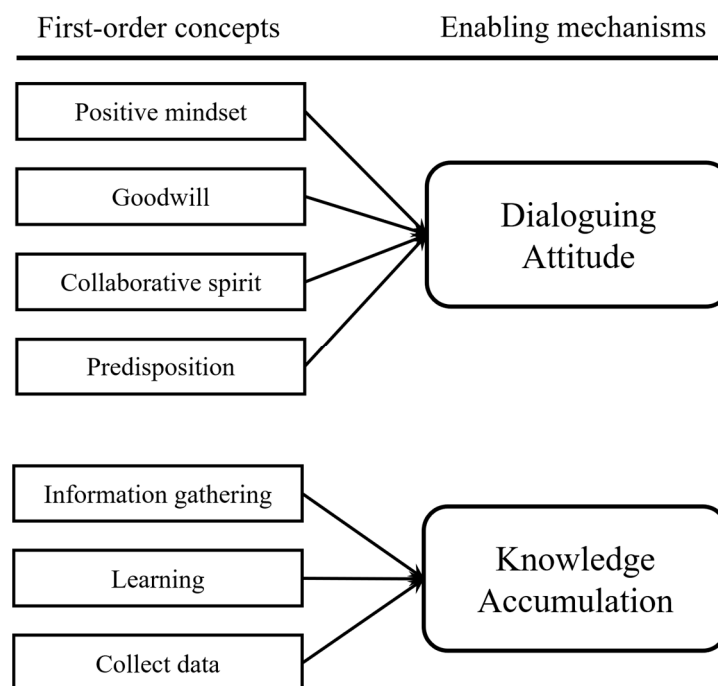 First-order concepts
Enabling mechanisms
Positive mindset
Goodwill
Collaborative spirit
Predisposition
Dialoguing
Attitude
Information gathering
Learning
Collect data
Knowledge
Accumulation